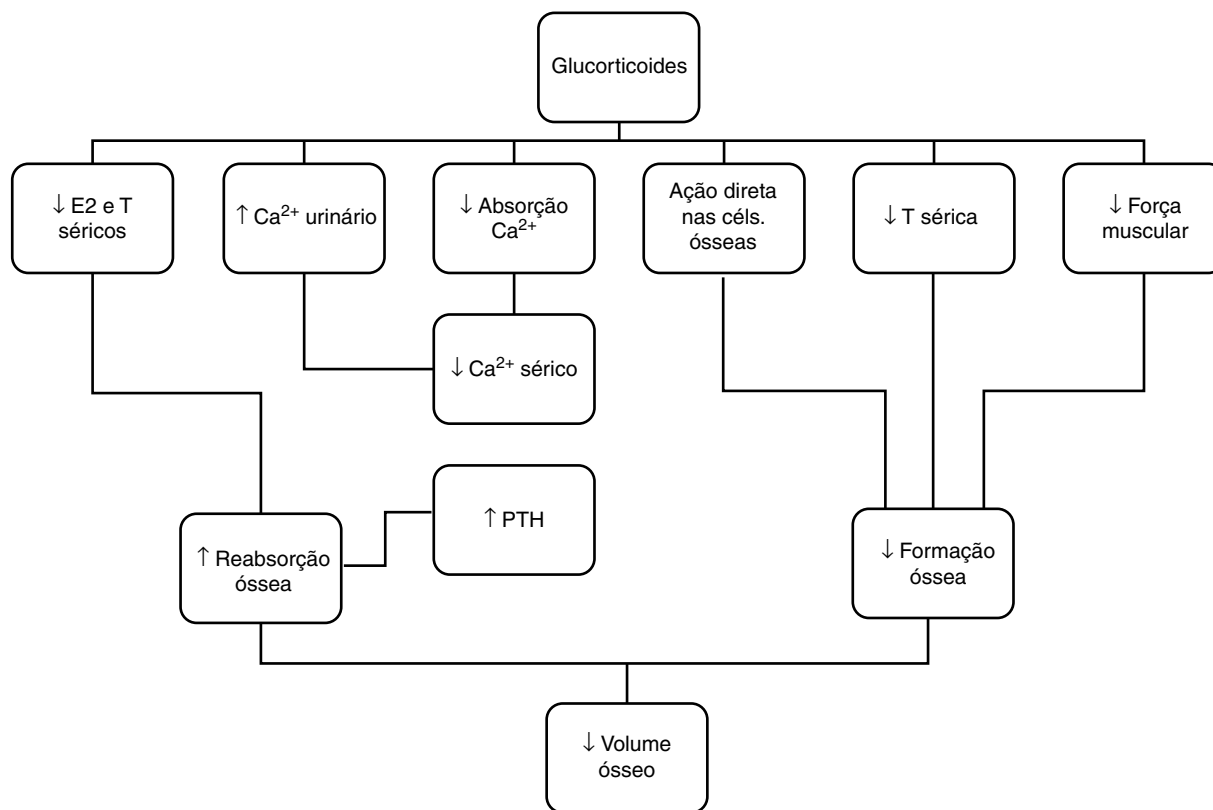 Glucorticoides
↓ E2 e T
séricos
↑ Ca²⁺ urinário
↓ Absorção
Ca²⁺
Ação direta
nas céls.
ósseas
↓ T sérica
↓ Força
muscular
↓ Ca²⁺ sérico
↑ PTH
↑ Reabsorção
óssea
↓ Formação
óssea
↓ Volume
ósseo